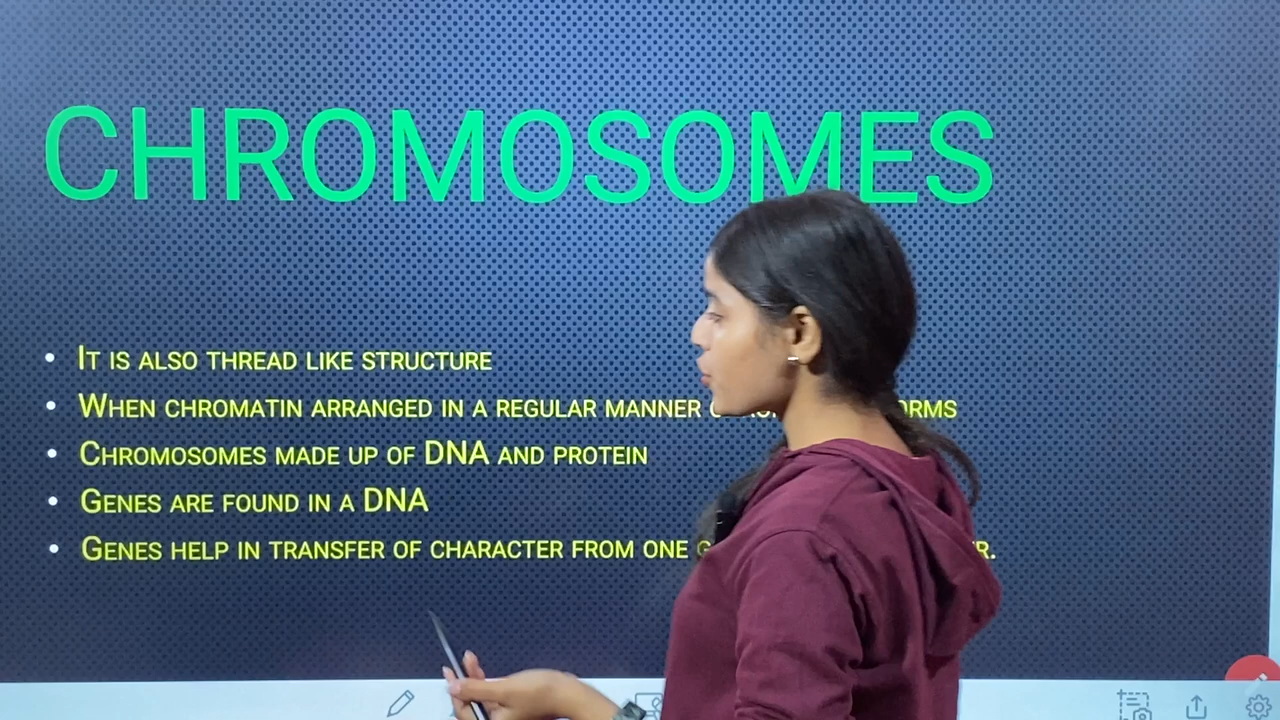 CHROMOSOMES
• IT IS ALSO THREAD LIKE STRUCTURE
• WHEN CHROMATIN ARRANGED IN A REGULAR MANNER
• CHROMOSOMES MADE UP OF DNA AND PROTEIN
• GENES ARE FOUND IN A DNA
• GENES HELP IN TRANSFER OF CHARACTER FROM ONE